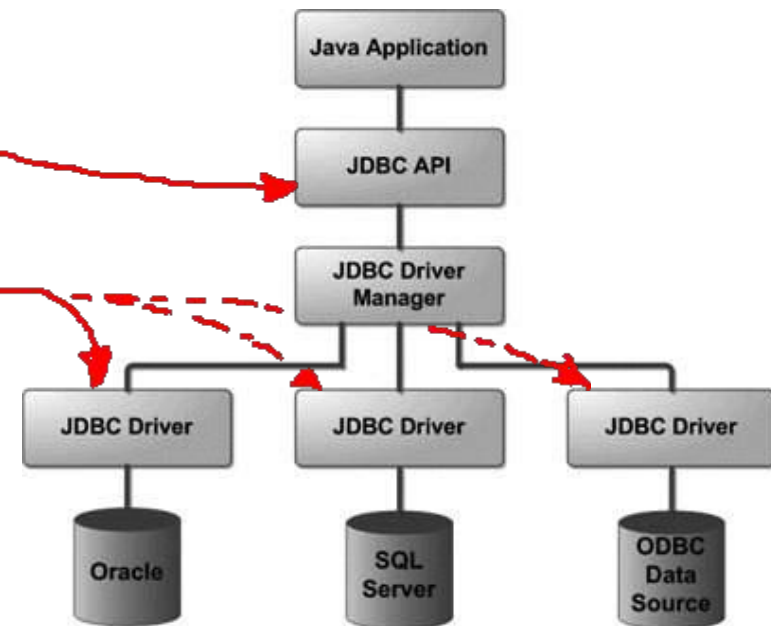 Java Application
JDBC API
JDBC Driver
Manager
JDBC Driver
JDBC Driver
JDBC Driver
Oracle
SQL
Server
ODBC
Data
Source